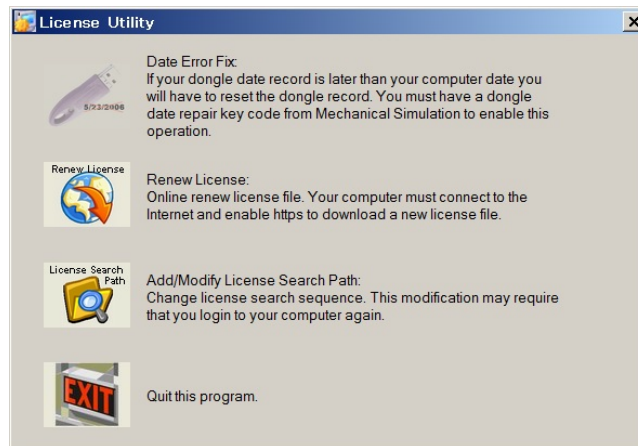 License Utility
Date Error Fix:
If your dongle date record is later than your computer date you
will have to reset the dongle record. You must have a dongle
date repair key code from Mechanical Simulation to enable this
operation.
5/23/2006
Renew License
Renew License:
Online renew license file. Your computer must connect to the
Internet and enable https to download a new license file.
License Search
Path
Add/Modify License Search Path:
Change license search sequence. This modification may require
that you login to your computer again.
EXIT
Quit this program.